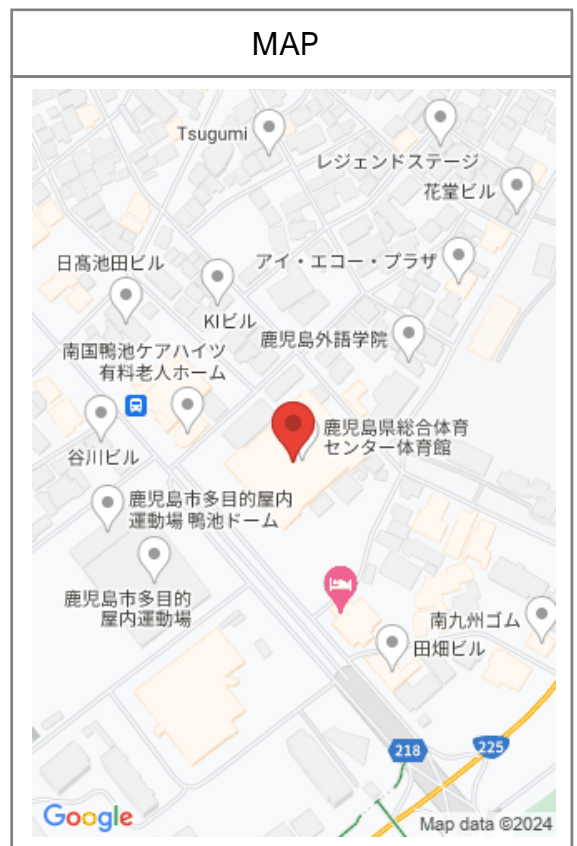 MAP
Tsugumi
レジェンドステージ
花堂ビル
アイ・エコー・プラザ
日髙池田ビル
KIビル
鹿児島外語学院
南国鴨池ケアハイツ
有料老人ホーム
鹿児島県総合体育
センター体育館
谷川ビル
鹿児島市多目的屋内
運動場 鴨池ドーム
鹿児島市多目的
屋内運動場
南九州ゴム
田畑ビル
218
225
Google
Map data ©2024